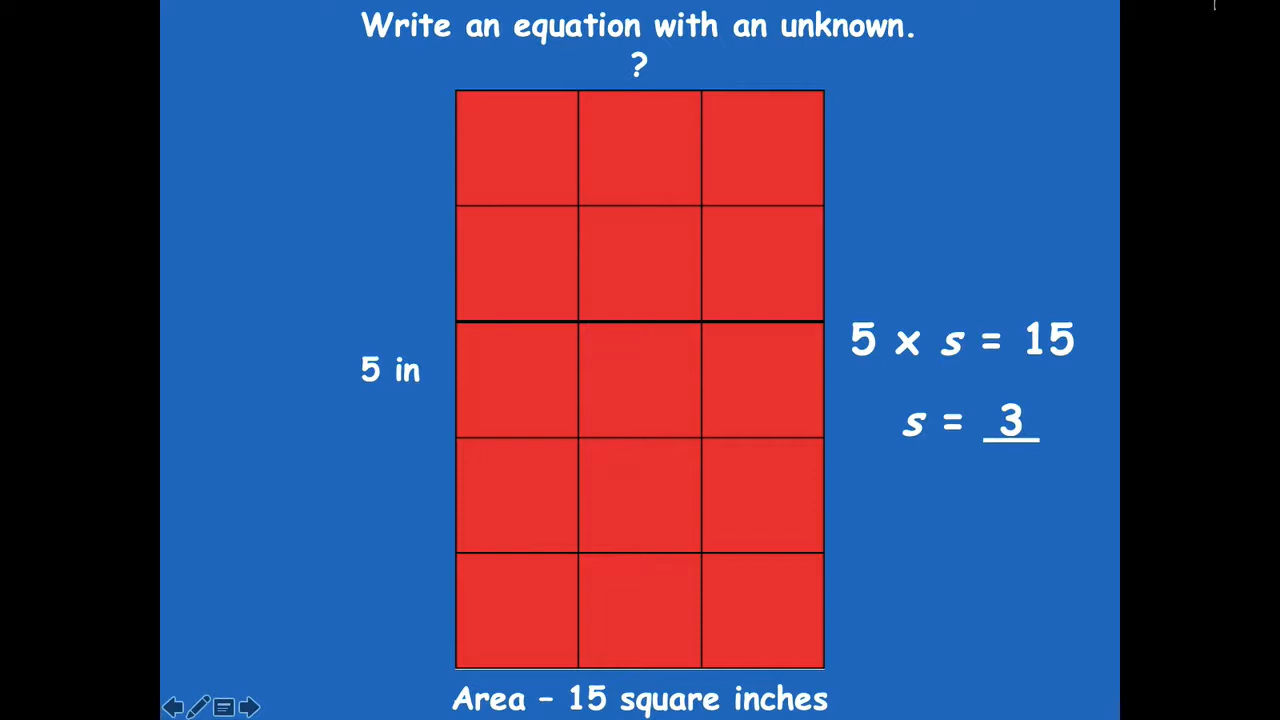 Write an equation with an unknown.
?
5 in
5 x s = 15
s = 3
Area – 15 square inches